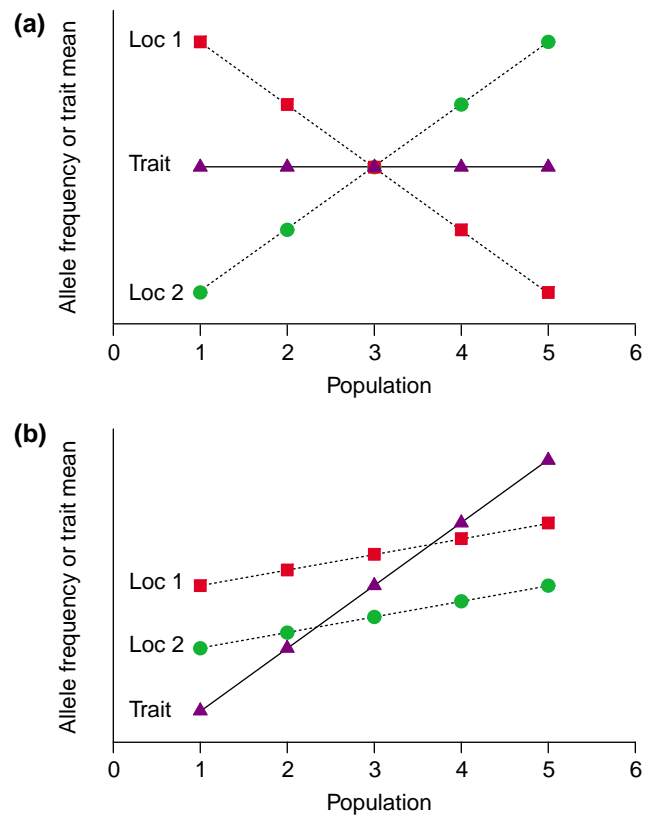 (a)
Allele frequency or trait mean
Loc 1
Trait
Loc 2
0 1 2 3 4 5 6
Population
(b)
Allele frequency or trait mean
Loc 1
Loc 2
Trait
0 1 2 3 4 5 6
Population